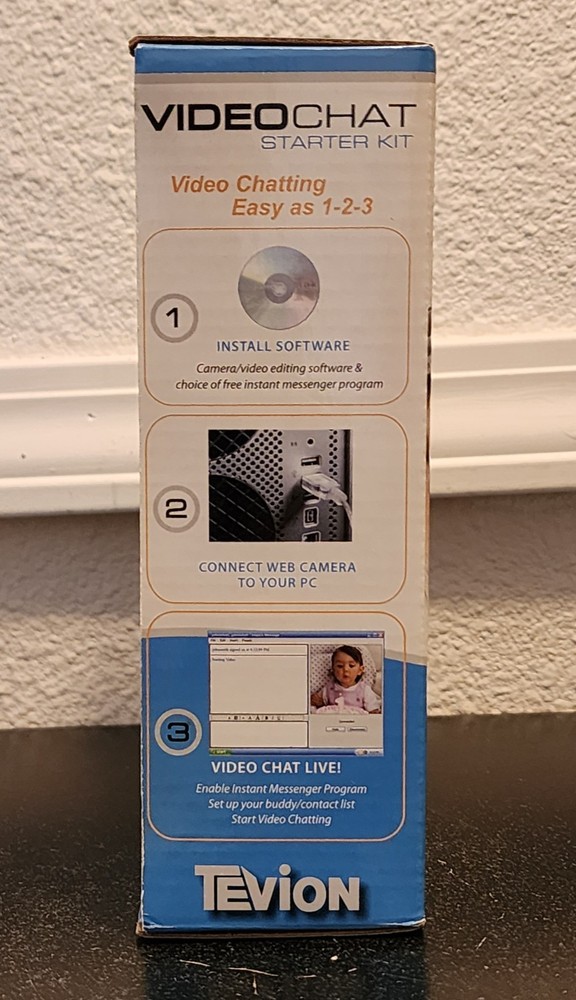 VIDEOCHAT
STARTER KIT
Video Chatting
Easy as 1-2-3
1
INSTALL SOFTWARE
Camera/video editing software &
choice of free instant messenger program
2
CONNECT WEB CAMERA
TO YOUR PC
3
VIDEO CHAT LIVE!
Enable Instant Messenger Program
Set up your buddy/contact list
Start Video Chatting
TEViON